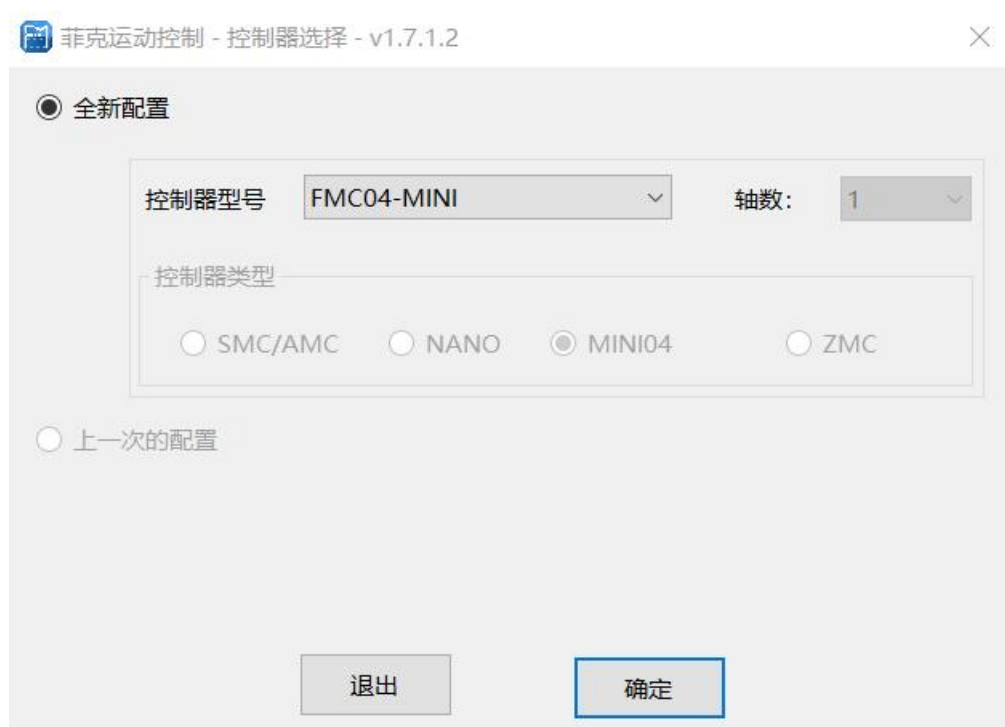 菲克运动控制 - 控制器选择 - v1.7.1.2
全新配置
控制器型号 FMC04-MINI 轴数: 1
控制器类型
SMC/AMC NANO MINI04 ZMC
上一次的配置
退出 确定